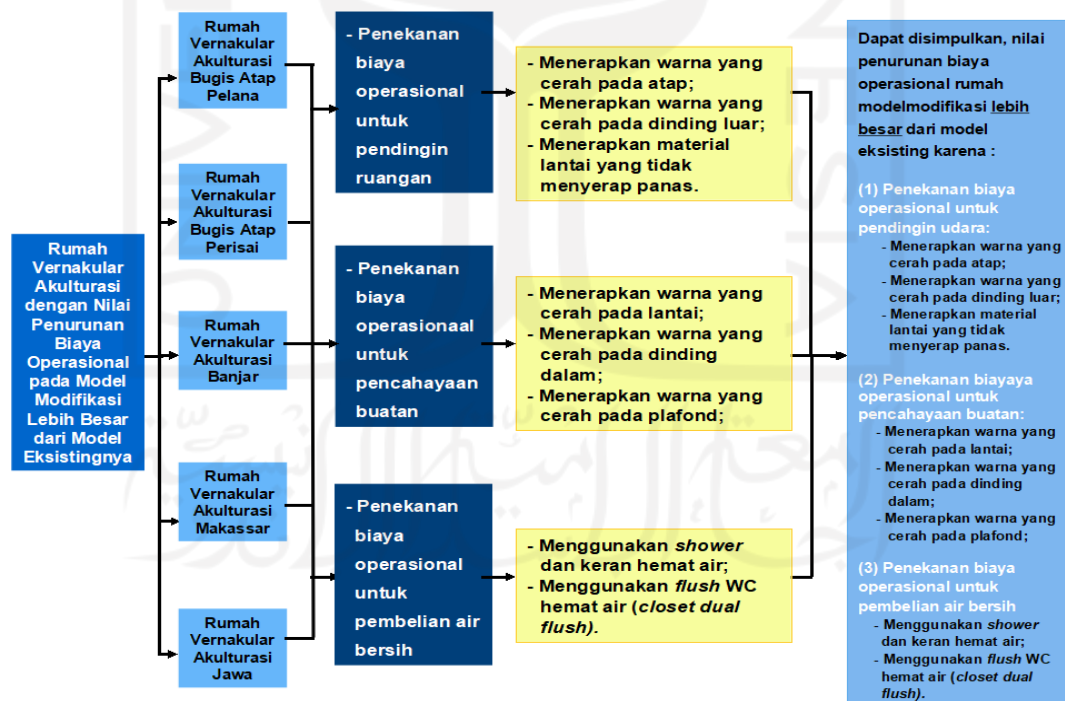 Rumah
Vernakular
Akulturasi
dengan Nilai
Penurunan
Biaya
Operasional
pada Model
Modifikasi
Lebih Besar
dari Model
Eksistingnya
Rumah
Vernakular
Akulturasi
Bugis Atap
Pelana
Rumah
Vernakular
Akulturasi
Bugis Atap
Perisai
Rumah
Vernakular
Akulturasi
Banjar
Rumah
Vernakular
Akulturasi
Makassar
Rumah
Vernakular
Akulturasi
Jawa
- Penekanan
biaya
operasional
untuk
pendingin
ruangan
- Penekanan
biaya
operasionaal
untuk
pencahayaan
buatan
- Penekanan
biaya
operasional
untuk
pembelian air
bersih
- Menerapkan warna yang
cerah pada atap;
- Menerapkan warna yang
cerah pada dinding luar;
- Menerapkan material
lantai yang tidak
menyerap panas.
- Menerapkan warna yang
cerah pada lantai;
- Menerapkan warna yang
cerah pada dinding
dalam;
- Menerapkan warna yang
cerah pada plafond;
- Menggunakan shower
dan keran hemat air;
- Menggunakan flush WC
hemat air (closet dual
flush).
Dapat disimpulkan, nilai
penurunan biaya
operasional rumah
modelmodifikasi lebih
besar dari model
eksisting karena :
(1) Penekanan biaya
operasional untuk
pendingin udara:
- Menerapkan warna yang
cerah pada atap;
- Menerapkan warna yang
cerah pada dinding luar;
- Menerapkan material
lantai yang tidak
menyerap panas.
(2) Penekanan biayaya
operasional untuk
pencahayaan buatan:
- Menerapkan warna yang
cerah pada lantai;
- Menerapkan warna yang
cerah pada dinding
dalam;
- Menerapkan warna yang
cerah pada plafond;
(3) Penekanan biaya
operasional untuk
pembelian air bersih
- Menggunakan shower
dan keran hemat air;
- Menggunakan flush WC
hemat air (closet dual
flush).